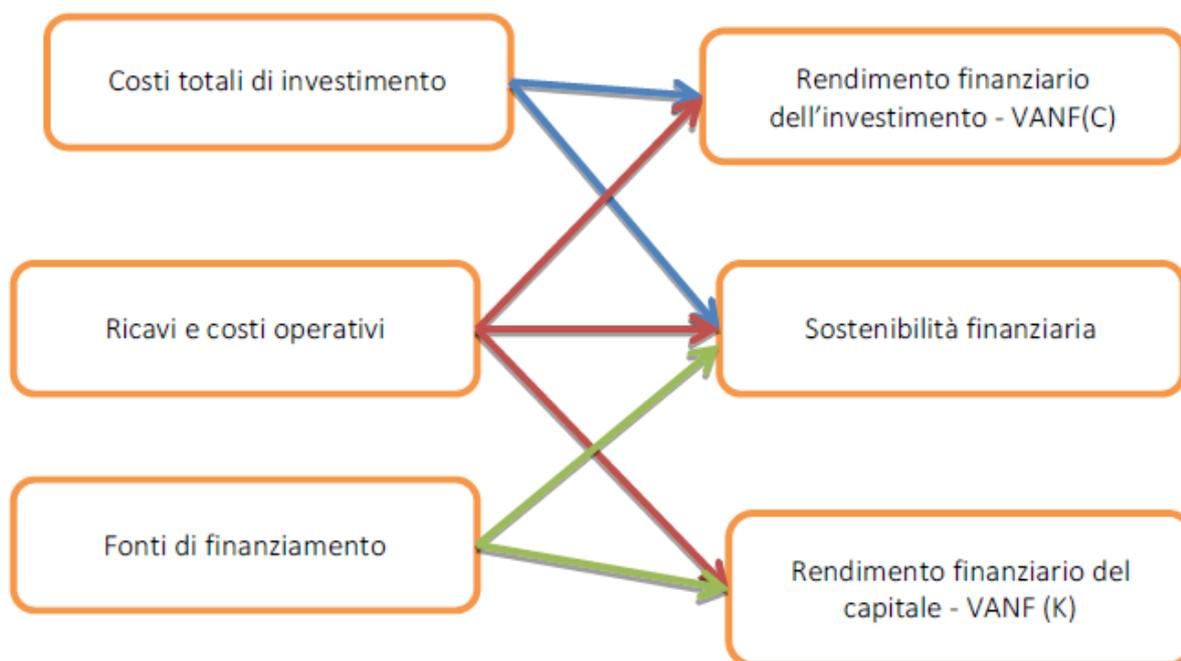 Costi totali di investimento
Rendimento finanziario
dell'investimento - VANF(C)
Ricavi e costi operativi
Sostenibilità finanziaria
Fonti di finanziamento
Rendimento finanziario del
capitale - VANF (K)